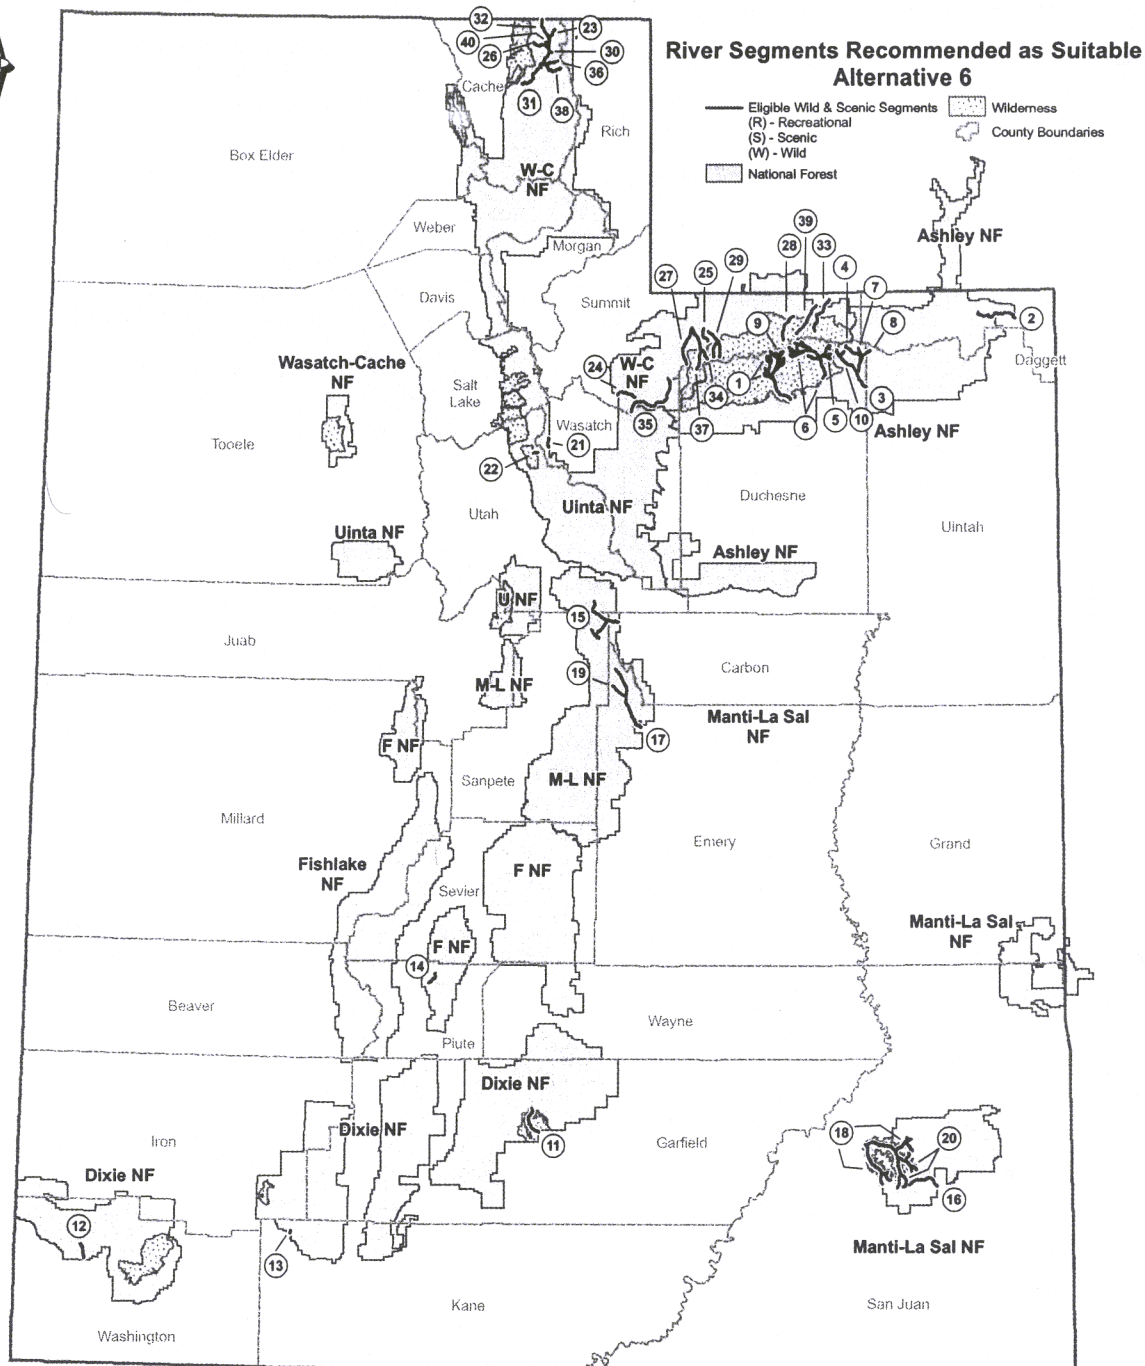 River Segments Recommended as Suitable
Alternative 6
Eligible Wild & Scenic Segments
(R) - Recreational
(S) - Scenic
(W) - Wild
National Forest
Wilderness
County Boundaries
32
23
40
26
30
36
Cache
31
38
Rich
Box Elder
W-C
NF
Weber
Morgan
Ashley NF
39
28
33
27
25
29
4
7
Davis
Summit
9
8
2
Daggett
Wasatch-Cache
NF
24
W-C
NF
Salt
Lake
1
34
3
Wasatch
35
37
6
5
10
Ashley NF
Tooele
21
22
Duchesne
Uinta NF
Utah
Uintah
Uinta NF
Ashley NF
U NF
15
Juab
Carbon
19
M-L NF
Manti-La Sal
NF
17
F NF
Sanpete
M-L NF
Millard
Emery
Grand
Fishlake
NF
F NF
Sevier
Manti-La Sal
NF
F NF
14
Beaver
Wayne
Piute
Dixie NF
Dixie NF
18
20
Iron
11
Garfield
Dixie NF
16
12
13
Manti-La Sal NF
Kane
San Juan
Washington